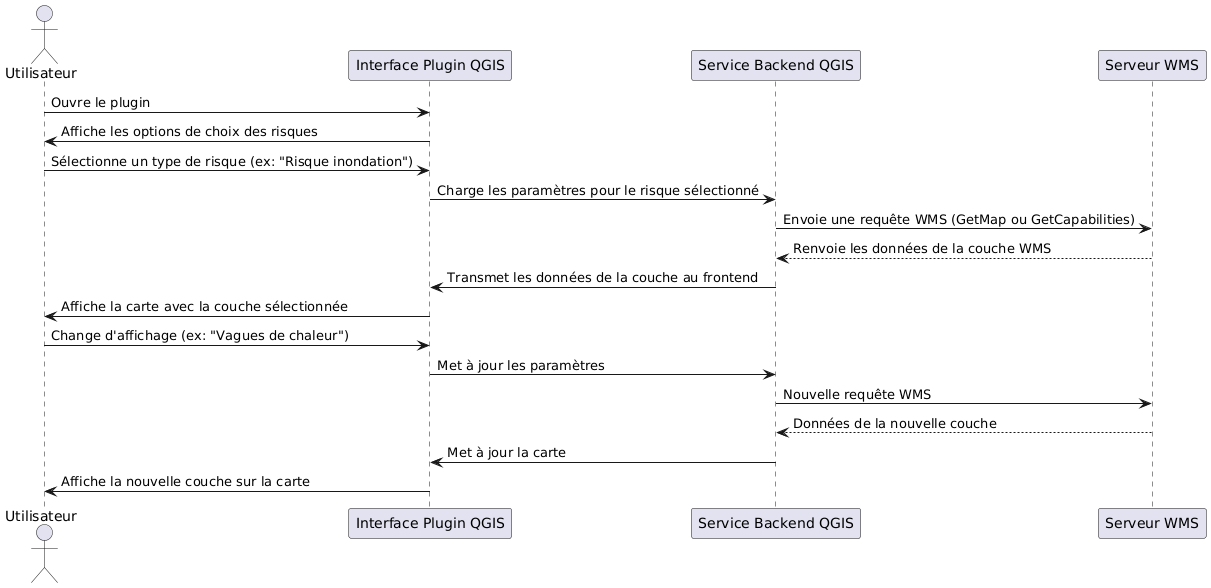 Utilisateur
Interface Plugin QGIS
Service Backend QGIS
Serveur WMS
Ouvre le plugin
Affiche les options de choix des risques
Sélectionne un type de risque (ex: "Risque inondation")
Charge les paramètres pour le risque sélectionné
Envoie une requête WMS (GetMap ou GetCapabilities)
Renvoie les données de la couche WMS
Transmet les données de la couche au frontend
Affiche la carte avec la couche sélectionnée
Change d'affichage (ex: "Vagues de chaleur")
Met à jour les paramètres
Nouvelle requête WMS
Données de la nouvelle couche
Met à jour la carte
Affiche la nouvelle couche sur la carte
Utilisateur
Interface Plugin QGIS
Service Backend QGIS
Serveur WMS